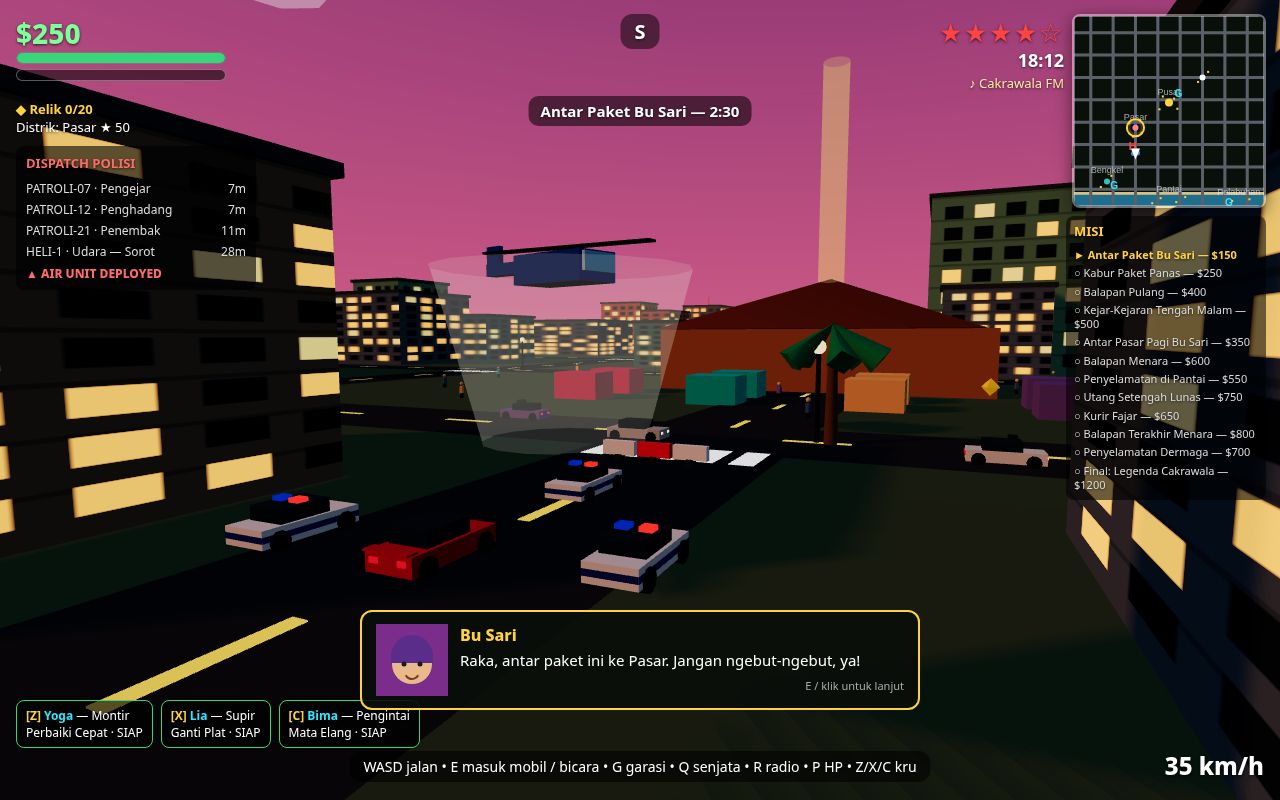 $250
◆ Relik 0/20
Distrik: Pasar ★ 50
DISPATCH POLISI
PATROLI-07 · Pengejar 7m
PATROLI-12 · Penghadang 7m
PATROLI-21 · Penembak 11m
HELI-1 · Udara — Sorot 28m
▲ AIR UNIT DEPLOYED
S
Antar Paket Bu Sari — 2:30
★★★★☆
18:12
♪ Cakrawala FM
G
Pasar
H
Bengkel
G
Pantai
Pelabuhan
G
MISI
► Antar Paket Bu Sari — $150
○ Kabur Paket Panas — $250
○ Balapan Pulang — $400
○ Kejar-Kejaran Tengah Malam —
$500
○ Antar Pasar Pagi Bu Sari — $350
○ Balapan Menara — $600
○ Penyelamatan di Pantai — $550
○ Utang Setengah Lunas — $750
○ Kurir Fajar — $650
○ Balapan Terakhir Menara — $800
○ Penyelamatan Dermaga — $700
○ Final: Legenda Cakrawala —
$1200
Bu Sari
Raka, antar paket ini ke Pasar. Jangan ngebut-ngebut, ya!
E / klik untuk lanjut
[Z] Yoga — Montir
Perbaiki Cepat · SIAP
[X] Lia — Supir
Ganti Plat · SIAP
[C] Bima — Pengintai
Mata Elang · SIAP
WASD jalan • E masuk mobil / bicara • G garasi • Q senjata • R radio • P HP • Z/X/C kru
35 km/h